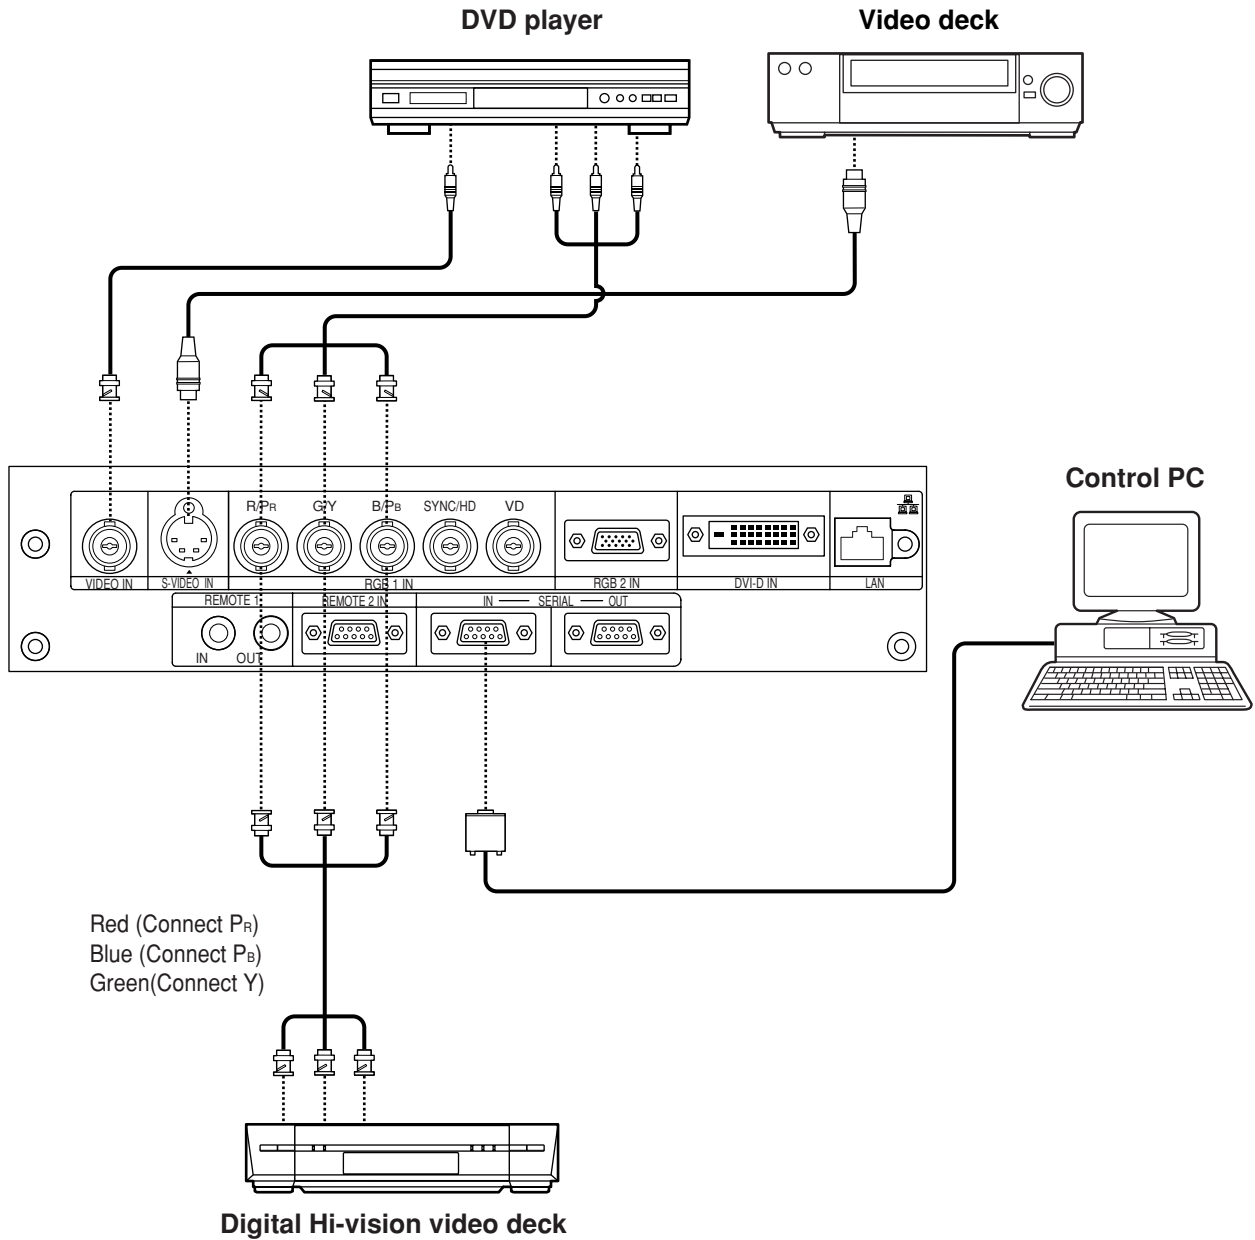 DVD player
Video deck
Control PC
R/PR
G/Y
B/PB
SYNC/HD
VD
VIDEO IN
S-VIDEO IN
RGB 1 IN
RGB 2 IN
DVI-D IN
LAN
REMOTE 1
REMOTE 2 IN
IN
SERIAL
OUT
IN
OUT
Red (Connect PR)
Blue (Connect PB)
Green(Connect Y)
Digital Hi-vision video deck